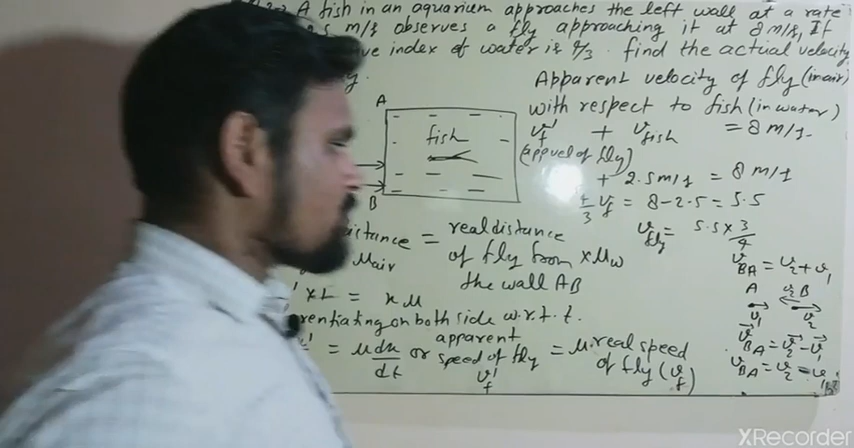 A fish in an aquarium approaches the left wall at a rate
m/s observes a fly approaching it at 8 m/s, If
index of water is 4/3. find the actual velocity
Apparent velocity of fly (in air)
with respect to fish (in water)
v'f + vfish = 8 m/s.
(app vel of fly)
+ 2.5 m/s = 8 m/s
4/3 vf = 8 - 2.5 = 5.5
vfly = 5.5 × 3/4
A
fish
B
= real distance
μair of fly from × μw
the wall AB
× 1 = x μ
on both side w.r.t. t.
= μ dx/dt or apparent speed of fly v'f = μ. real speed of fly (vf)
vBA = v2 + v1
A v2 B
v1 v2
vBA = v2 - v1
vBA = v2 - v1
XRecorder